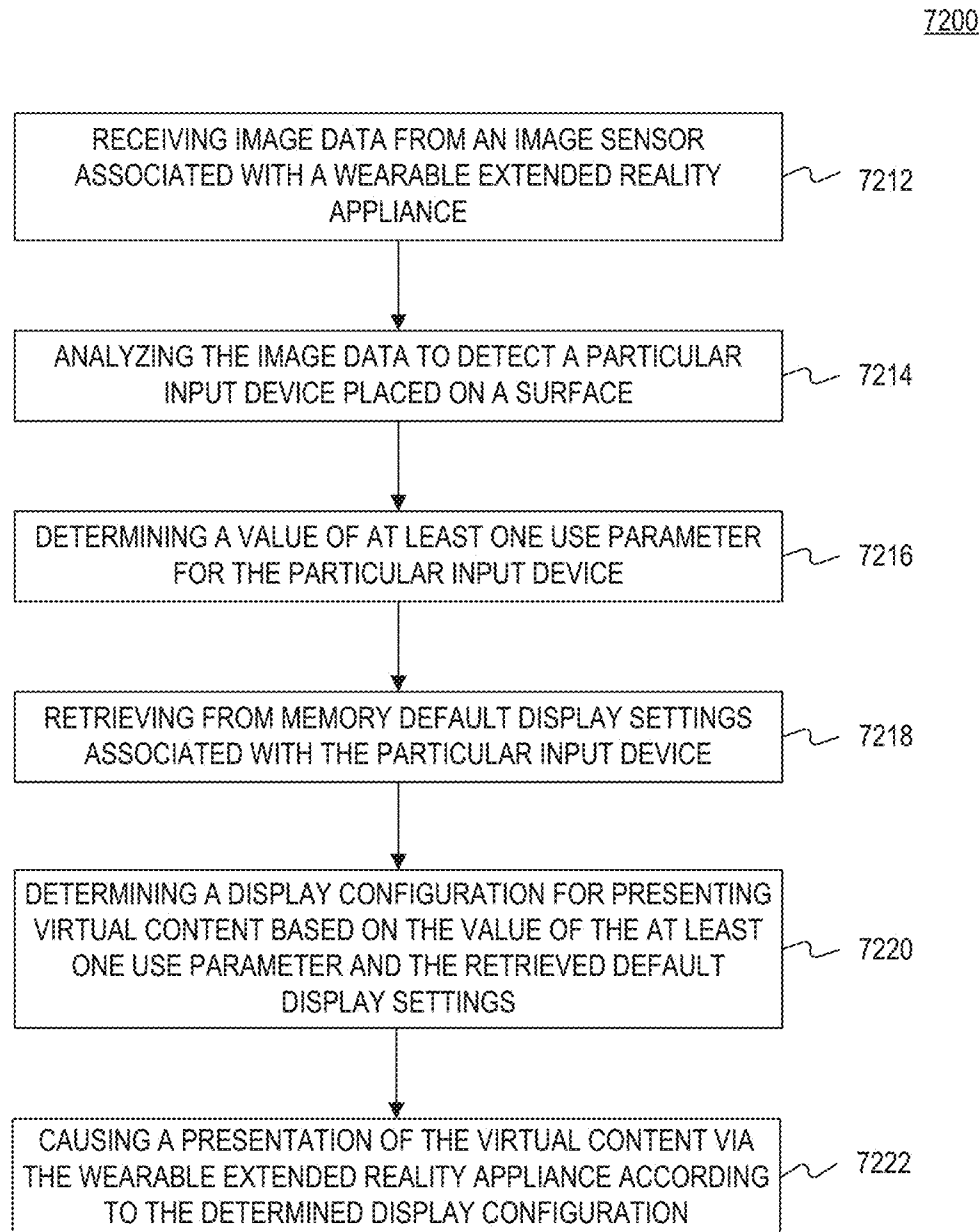 7200
RECEIVING IMAGE DATA FROM AN IMAGE SENSOR
ASSOCIATED WITH A WEARABLE EXTENDED REALITY
APPLIANCE
7212
ANALYZING THE IMAGE DATA TO DETECT A PARTICULAR
INPUT DEVICE PLACED ON A SURFACE
7214
DETERMINING A VALUE OF AT LEAST ONE USE PARAMETER
FOR THE PARTICULAR INPUT DEVICE
7216
RETRIEVING FROM MEMORY DEFAULT DISPLAY SETTINGS
ASSOCIATED WITH THE PARTICULAR INPUT DEVICE
7218
DETERMINING A DISPLAY CONFIGURATION FOR PRESENTING
VIRTUAL CONTENT BASED ON THE VALUE OF THE AT LEAST
ONE USE PARAMETER AND THE RETRIEVED DEFAULT
DISPLAY SETTINGS
7220
CAUSING A PRESENTATION OF THE VIRTUAL CONTENT VIA
THE WEARABLE EXTENDED REALITY APPLIANCE ACCORDING
TO THE DETERMINED DISPLAY CONFIGURATION
7222